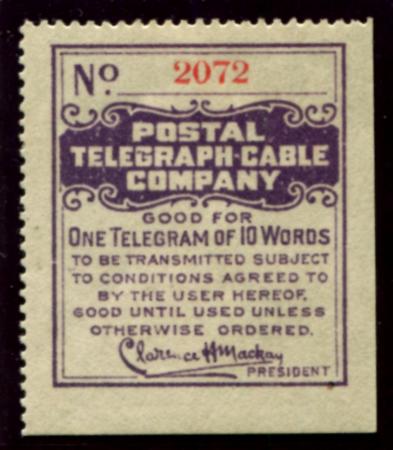 No. 2072
POSTAL
TELEGRAPH-CABLE
COMPANY
GOOD FOR
ONE TELEGRAM OF 10 WORDS
TO BE TRANSMITTED SUBJECT
TO CONDITIONS AGREED TO
BY THE USER HEREOF.
GOOD UNTIL USED UNLESS
OTHERWISE ORDERED.
Clarence H Mackay
PRESIDENT